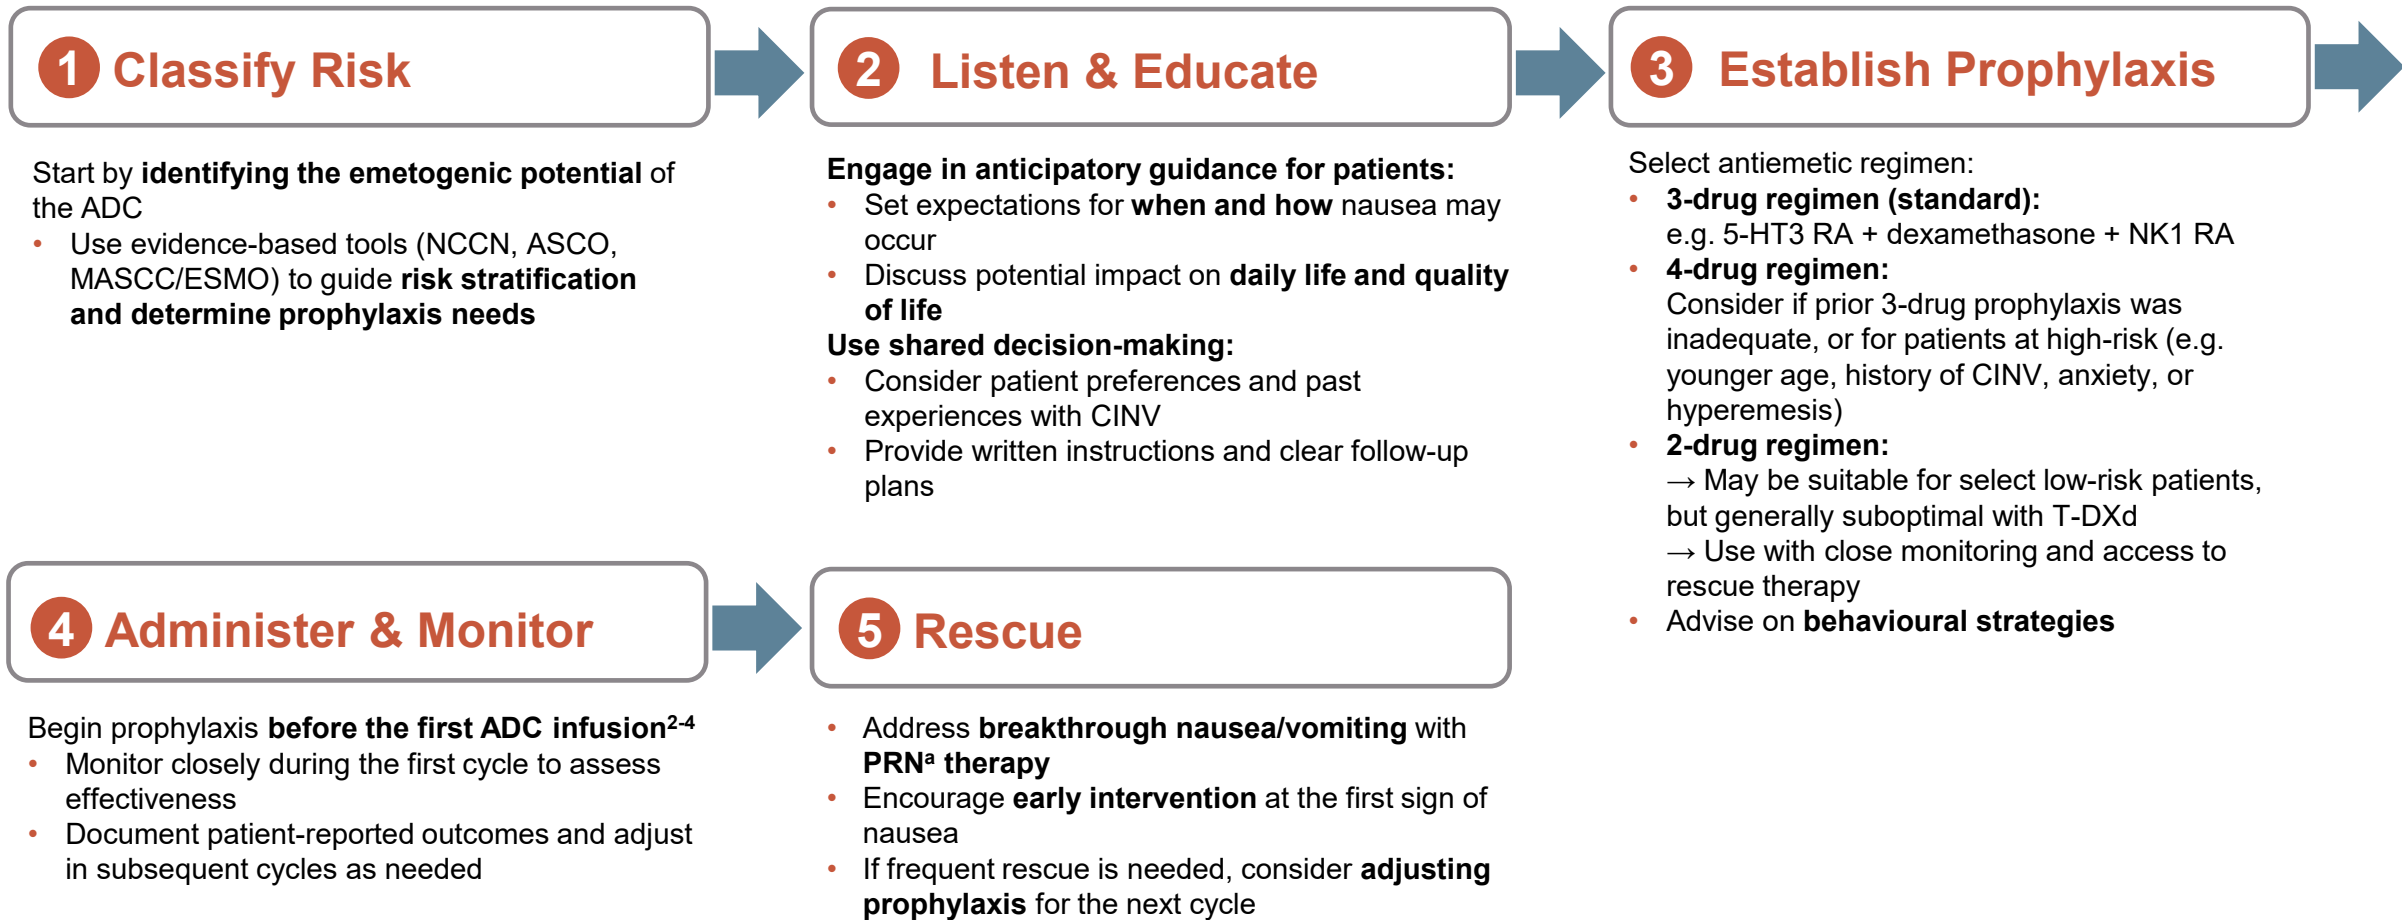 1 Classify Risk
Start by identifying the emetogenic potential of
the ADC
• Use evidence-based tools (NCCN, ASCO,
MASCC/ESMO) to guide risk stratification
and determine prophylaxis needs
2 Listen & Educate
Engage in anticipatory guidance for patients:
• Set expectations for when and how nausea may
occur
• Discuss potential impact on daily life and quality
of life
Use shared decision-making:
• Consider patient preferences and past
experiences with CINV
• Provide written instructions and clear follow-up
plans
3 Establish Prophylaxis
Select antiemetic regimen:
• 3-drug regimen (standard):
e.g. 5-HT3 RA + dexamethasone + NK1 RA
• 4-drug regimen:
Consider if prior 3-drug prophylaxis was
inadequate, or for patients at high-risk (e.g.
younger age, history of CINV, anxiety, or
hyperemesis)
• 2-drug regimen:
→ May be suitable for select low-risk patients,
but generally suboptimal with T-DXd
→ Use with close monitoring and access to
rescue therapy
• Advise on behavioural strategies
4 Administer & Monitor
Begin prophylaxis before the first ADC infusion2-4
• Monitor closely during the first cycle to assess
effectiveness
• Document patient-reported outcomes and adjust
in subsequent cycles as needed
5 Rescue
• Address breakthrough nausea/vomiting with
PRNa therapy
• Encourage early intervention at the first sign of
nausea
• If frequent rescue is needed, consider adjusting
prophylaxis for the next cycle